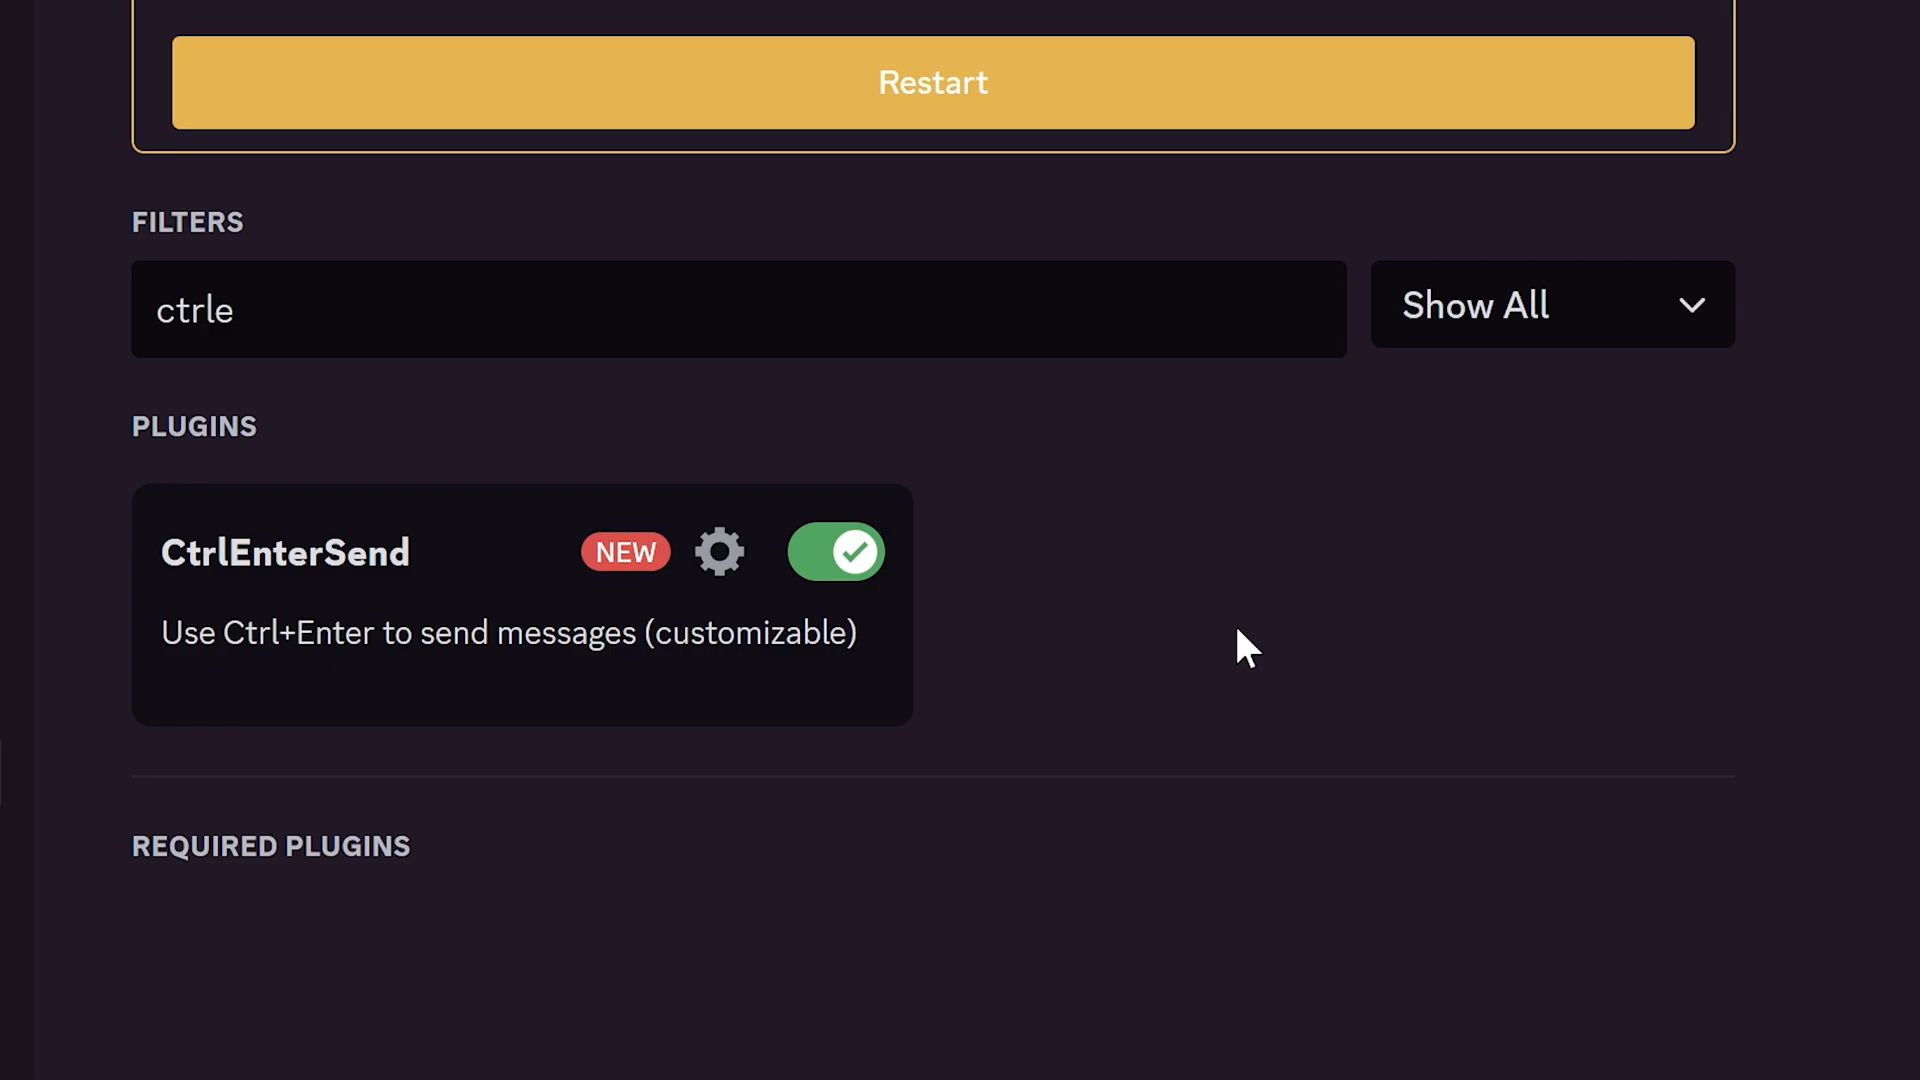 Restart
FILTERS
ctrle
Show All
PLUGINS
CtrlEnterSend
NEW
Use Ctrl+Enter to send messages (customizable)
REQUIRED PLUGINS